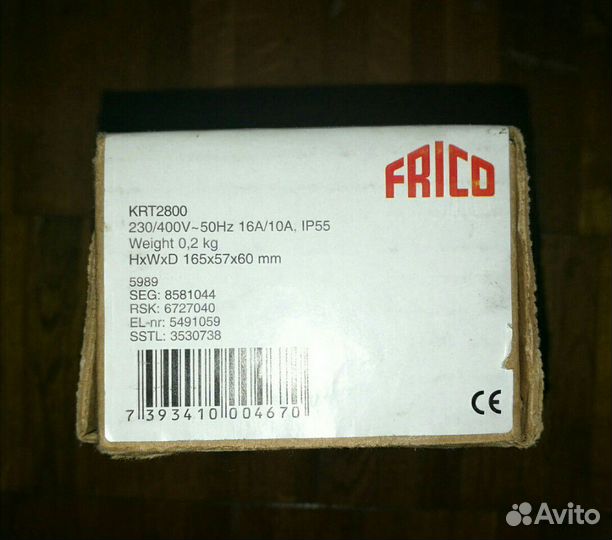 FRICO
KRT2800
230/400V~50Hz 16A/10A, IP55
Weight 0,2 kg
HxWxD 165x57x60 mm
5989
SEG: 8581044
RSK: 6727040
EL-nr: 5491059
SSTL: 3530738
7 393410 004670
CE
Avito